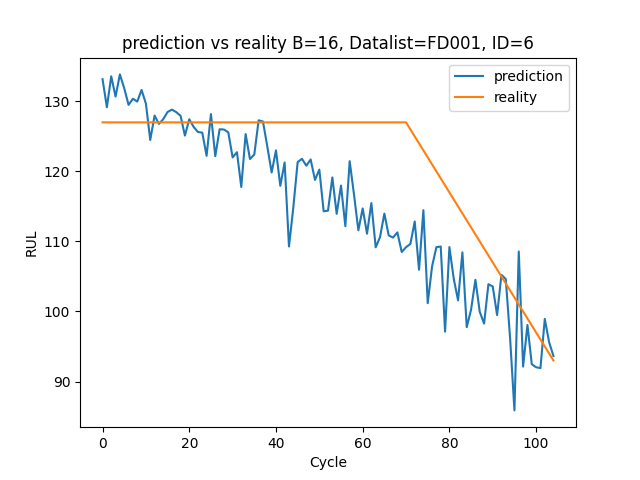 prediction vs reality B=16, Datalist=FD001, ID=6
prediction
reality
130
120
110
100
90
RUL
0 20 40 60 80 100
Cycle